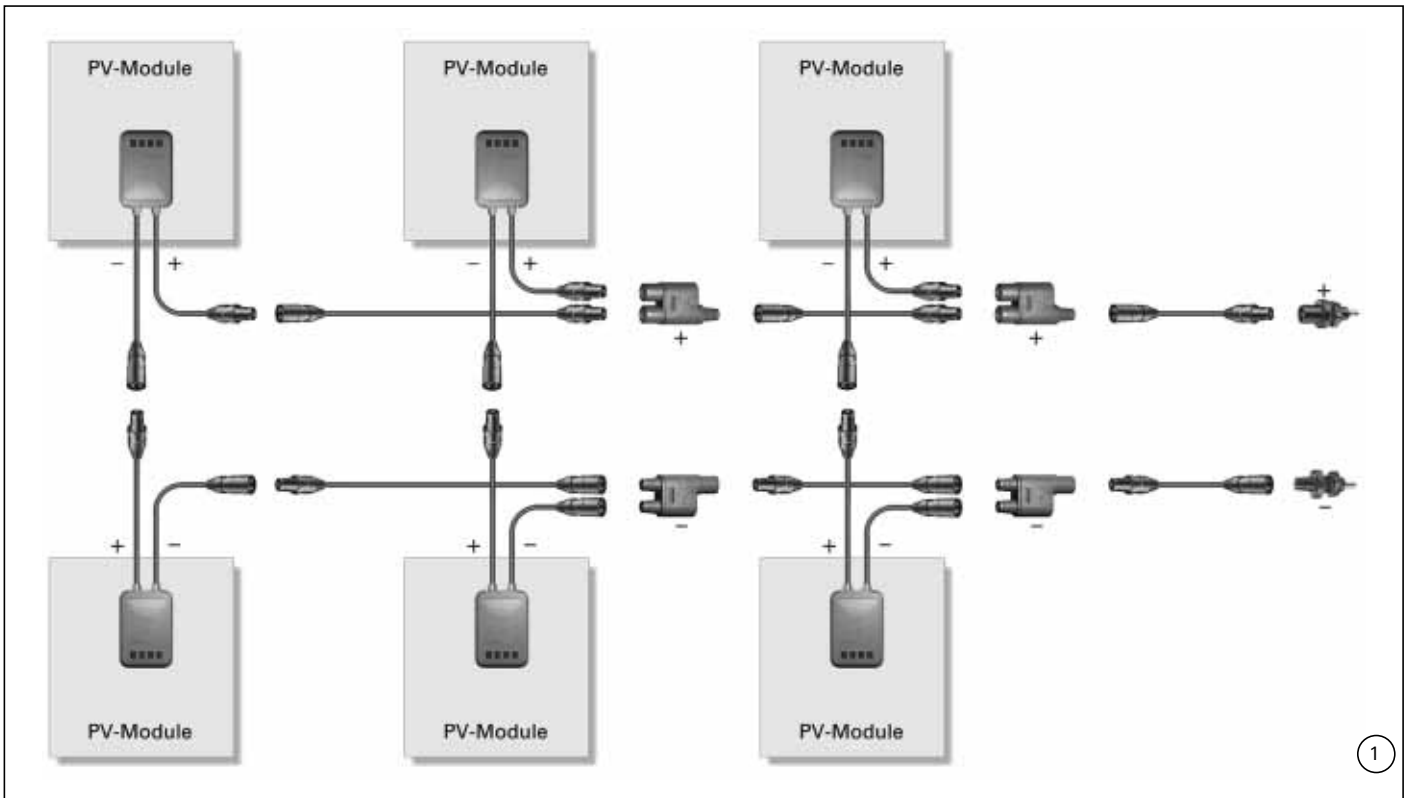 PV-Module PV-Module PV-Module
− + − + − +
+
+ +
− −
−
+ − + − + −
PV-Module PV-Module PV-Module
1